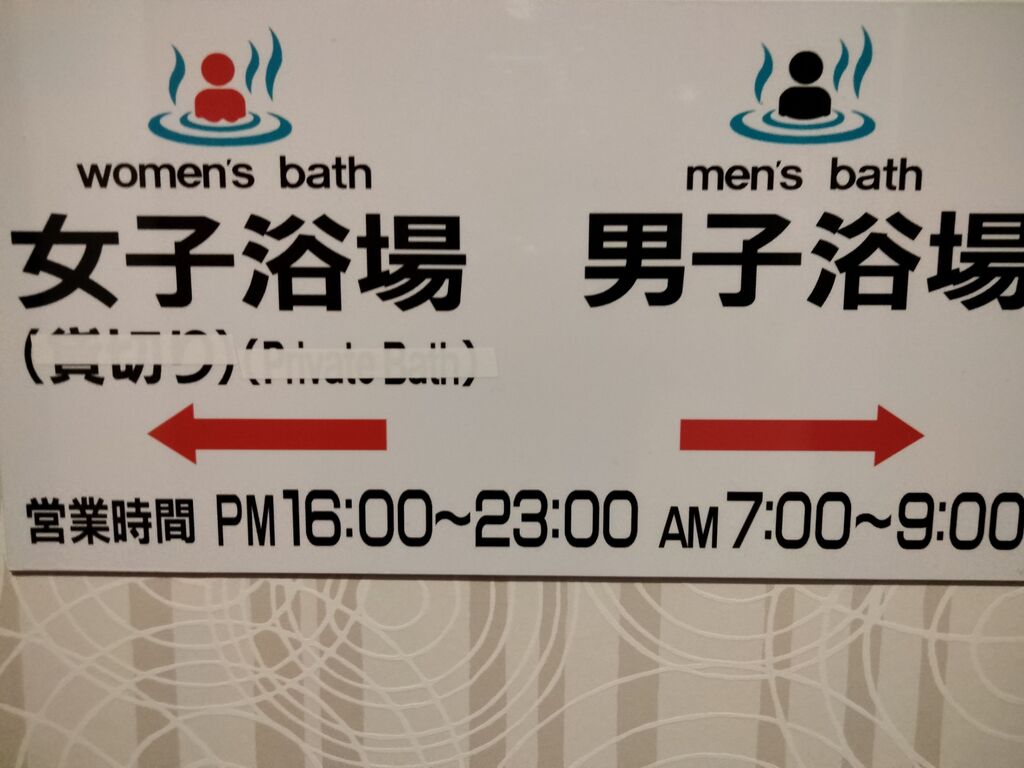 women's bath
men's bath
女子浴場
男子浴場
(貸切り)(Private Bath)
営業時間 PM16:00~23:00 AM7:00~9:00